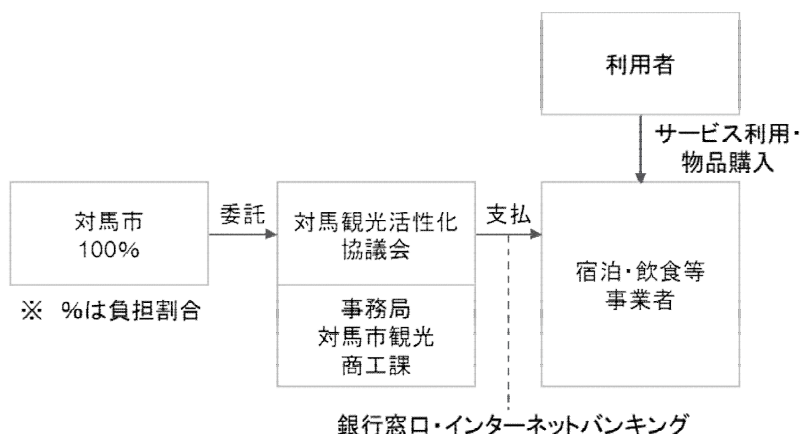 利用者
サービス利用・
物品購入
対馬市
100%
委託
対馬観光活性化
協議会
支払
宿泊・飲食等
事業者
※ %は負担割合
事務局
対馬市観光
商工課
銀行窓口・インターネットバンキング